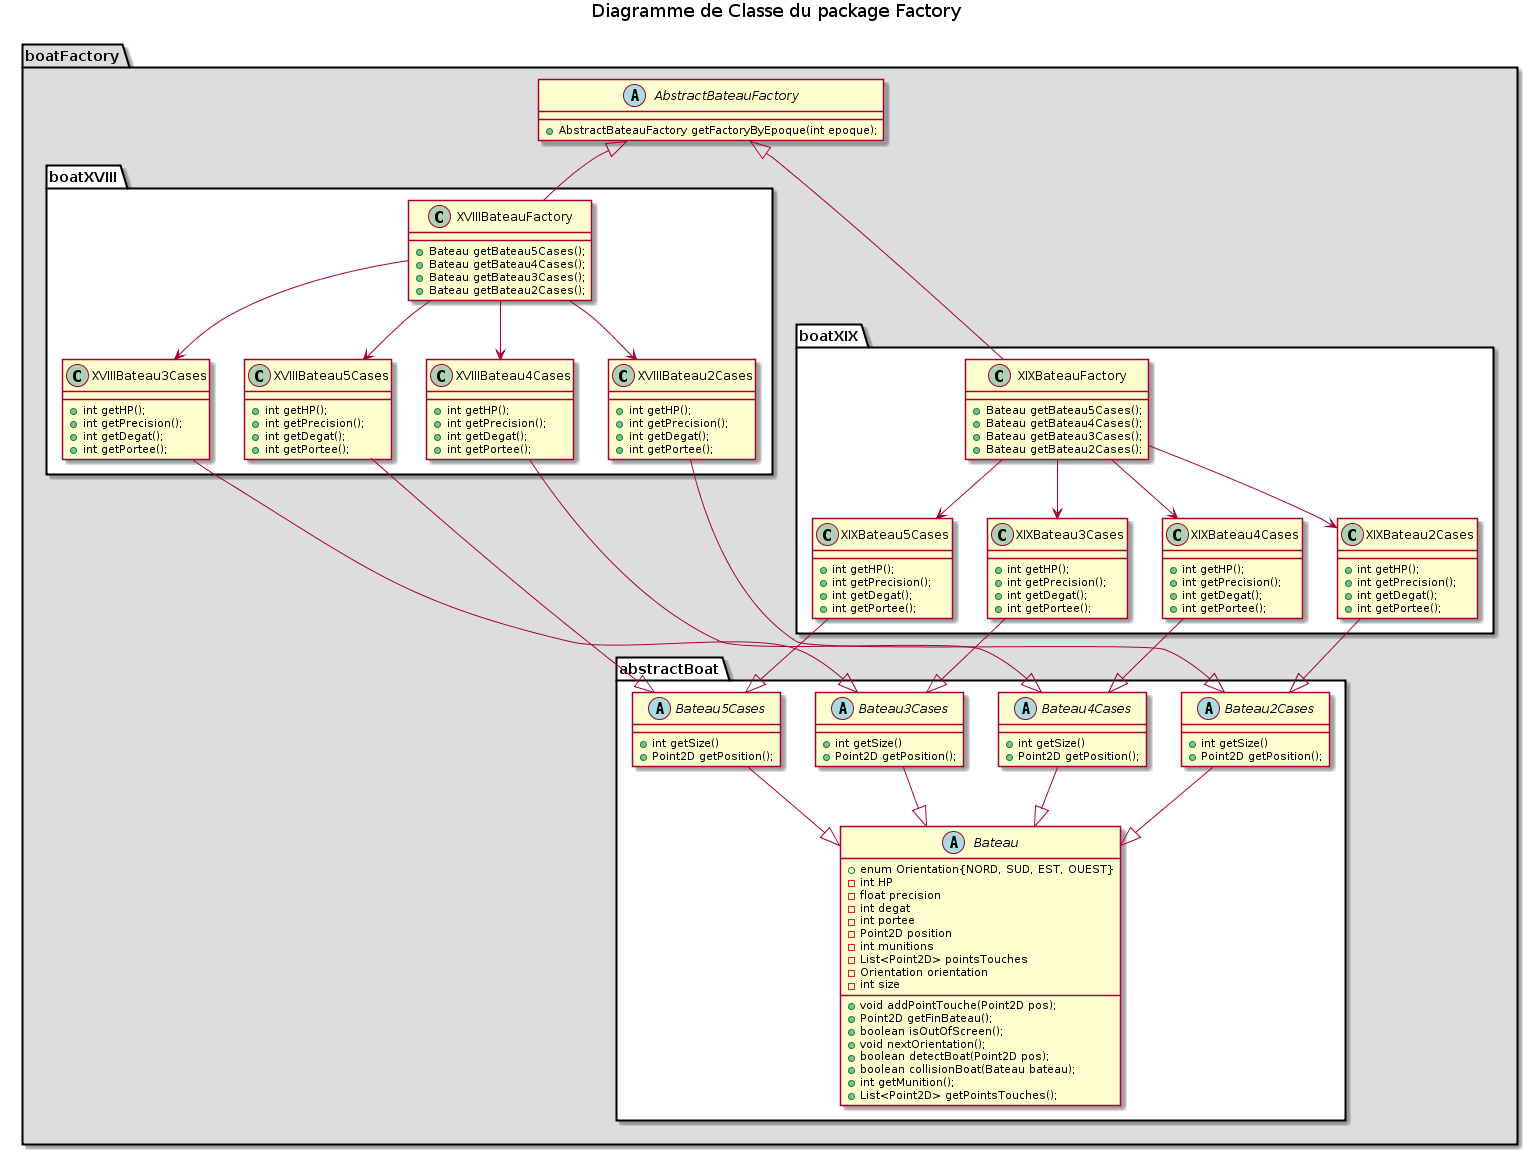 Diagramme de Classe du package Factory
boatFactory
A AbstractBateauFactory
AbstractBateauFactory getFactoryByEpoque(int epoque);
boatXVIII
C XVIIIBateauFactory
Bateau getBateau5Cases();
Bateau getBateau4Cases();
Bateau getBateau3Cases();
Bateau getBateau2Cases();
C XVIIIBateau3Cases
int getHP();
int getPrecision();
int getDegat();
int getPortee();
C XVIIIBateau5Cases
int getHP();
int getPrecision();
int getDegat();
int getPortee();
C XVIIIBateau4Cases
int getHP();
int getPrecision();
int getDegat();
int getPortee();
C XVIIIBateau2Cases
int getHP();
int getPrecision();
int getDegat();
int getPortee();
boatXIX
C XIXBateauFactory
Bateau getBateau5Cases();
Bateau getBateau4Cases();
Bateau getBateau3Cases();
Bateau getBateau2Cases();
C XIXBateau5Cases
int getHP();
int getPrecision();
int getDegat();
int getPortee();
C XIXBateau3Cases
int getHP();
int getPrecision();
int getDegat();
int getPortee();
C XIXBateau4Cases
int getHP();
int getPrecision();
int getDegat();
int getPortee();
C XIXBateau2Cases
int getHP();
int getPrecision();
int getDegat();
int getPortee();
abstractBoat
A Bateau5Cases
int getSize()
Point2D getPosition();
A Bateau3Cases
int getSize()
Point2D getPosition();
A Bateau4Cases
int getSize()
Point2D getPosition();
A Bateau2Cases
int getSize()
Point2D getPosition();
A Bateau
enum Orientation{NORD, SUD, EST, OUEST}
int HP
float precision
int degat
int portee
Point2D position
int munitions
List<Point2D> pointsTouches
Orientation orientation
int size
void addPointTouche(Point2D pos);
Point2D getFinBateau();
boolean isOutOfScreen();
void nextOrientation();
boolean detectBoat(Point2D pos);
boolean collisionBoat(Bateau bateau);
int getMunition();
List<Point2D> getPointsTouches();